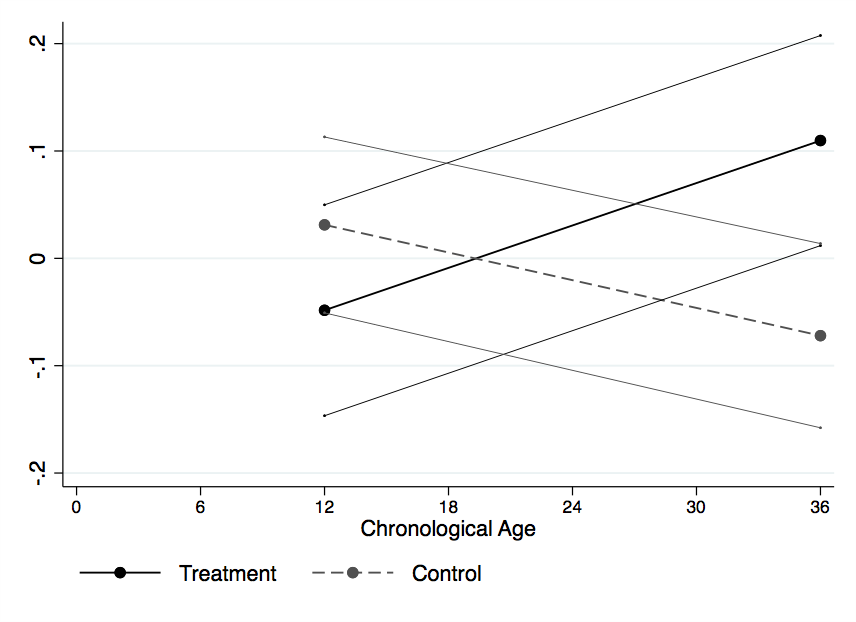 .2
.1
0
-.1
-.2
0 6 12 18 24 30 36
Chronological Age
Treatment Control